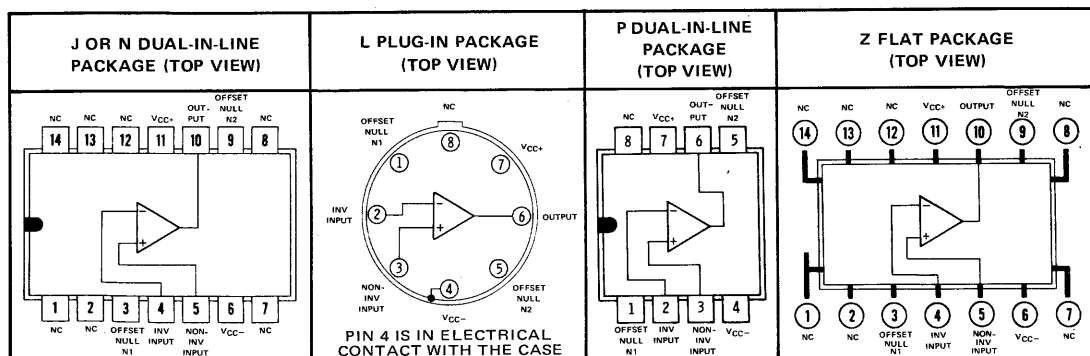 J OR N DUAL-IN-LINE
PACKAGE (TOP VIEW)
NC NC NC VCC+ OUT-
PUT OFFSET
NULL
N2 NC
14 13 12 11 10 9 8
1 2 3 4 5 6 7
NC NC OFFSET
NULL
N1 INV
INPUT NON-
INV
INPUT VCC− NC
L PLUG-IN PACKAGE
(TOP VIEW)
NC
8
OFFSET
NULL
N1
1
VCC+
7
INV
INPUT
2
− +
6
OUTPUT
3
NON-
INV
INPUT
4
VCC−
5
OFFSET
NULL
N2
PIN 4 IS IN ELECTRICAL
CONTACT WITH THE CASE
P DUAL-IN-LINE
PACKAGE
(TOP VIEW)
NC VCC+ OUT-
PUT OFFSET
NULL
N2
8 7 6 5
− +
1 2 3 4
OFFSET
NULL
N1 INV
INPUT NON-
INV
INPUT VCC−
Z FLAT PACKAGE
(TOP VIEW)
NC NC NC VCC+ OUTPUT OFFSET
NULL
N2 NC
14 13 12 11 10 9 8
− +
1 2 3 4 5 6 7
NC NC OFFSET
NULL N1 INV
INPUT NON-
INV
INPUT VCC− NC